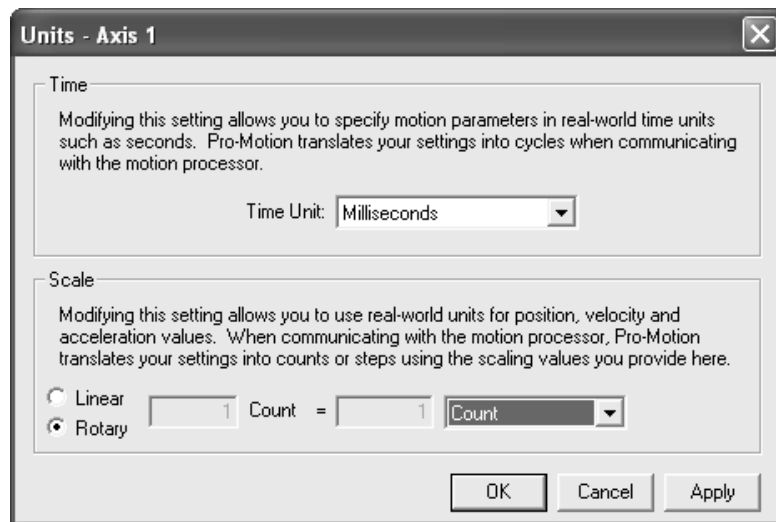 Units - Axis 1
Time
Modifying this setting allows you to specify motion parameters in real-world time units
such as seconds. Pro-Motion translates your settings into cycles when communicating
with the motion processor.
Time Unit: Milliseconds
Scale
Modifying this setting allows you to use real-world units for position, velocity and
acceleration values. When communicating with the motion processor, Pro-Motion
translates your settings into counts or steps using the scaling values you provide here.
Linear
Rotary
1 Count = 1 Count
OK Cancel Apply